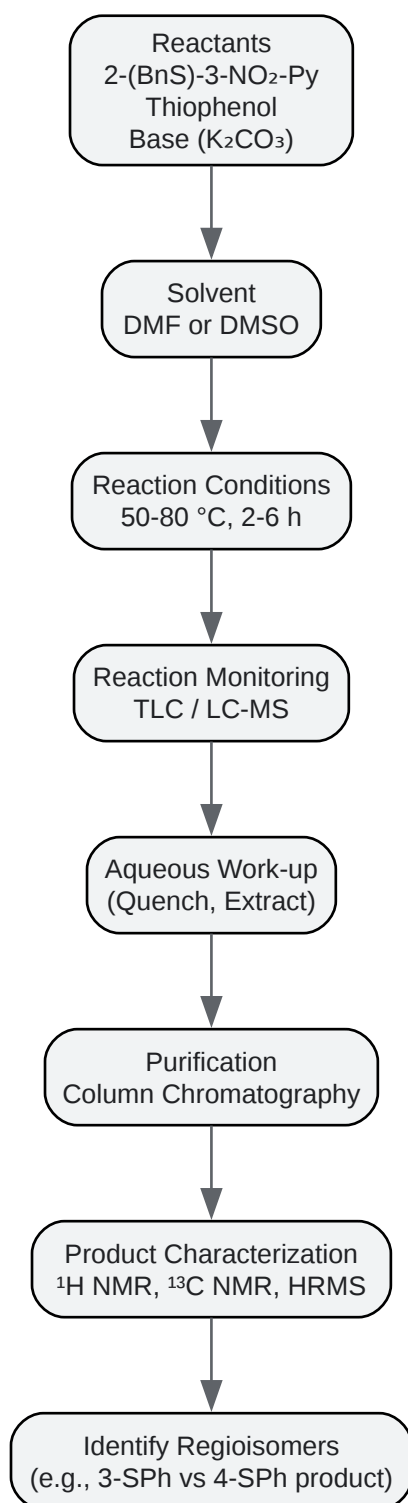 Reactants
2-(BnS)-3-NO₂-Py
Thiophenol
Base (K₂CO₃)
Solvent
DMF or DMSO
Reaction Conditions
50-80 °C, 2-6 h
Reaction Monitoring
TLC / LC-MS
Aqueous Work-up
(Quench, Extract)
Purification
Column Chromatography
Product Characterization
¹H NMR, ¹³C NMR, HRMS
Identify Regioisomers
(e.g., 3-SPh vs 4-SPh product)